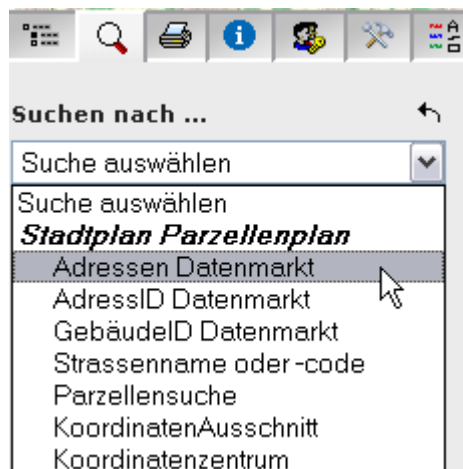 Suchen nach ...
Suche auswählen
Suche auswählen
Stadtplan Parzellenplan
Adressen Datenmarkt
AdressID Datenmarkt
GebäudeID Datenmarkt
Strassenname oder-code
Parzellensuche
KoordinatenAusschnitt
Koordinatenzentrum